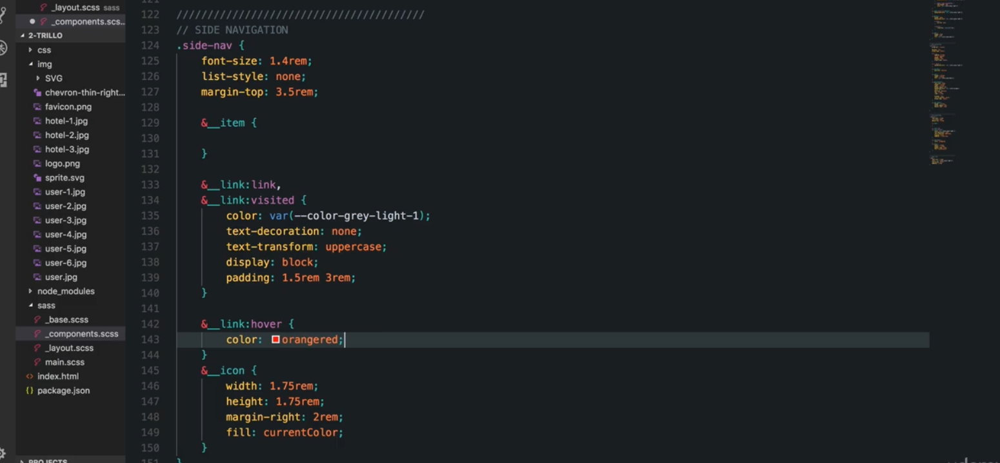 _layout.scss sass
_components.scs...
2-TRILLO
css
img
SVG
chevron-thin-right...
favicon.png
hotel-1.jpg
hotel-2.jpg
hotel-3.jpg
logo.png
sprite.svg
user-1.jpg
user-2.jpg
user-3.jpg
user-4.jpg
user-5.jpg
user-6.jpg
user.jpg
node_modules
sass
_base.scss
_components.scss
_layout.scss
main.scss
<> index.html
{} package.json
PROJECTS
121
122 ////////////////////////////////////////
123 // SIDE NAVIGATION
124 .side-nav {
125 font-size: 1.4rem;
126 list-style: none;
127 margin-top: 3.5rem;
128
129 &__item {
130
131 }
132
133 &__link:link,
134 &__link:visited {
135 color: var(--color-grey-light-1);
136 text-decoration: none;
137 text-transform: uppercase;
138 display: block;
139 padding: 1.5rem 3rem;
140 }
141
142 &__link:hover {
143 color: orangered;
144 }
145 &__icon {
146 width: 1.75rem;
147 height: 1.75rem;
148 margin-right: 2rem;
149 fill: currentColor;
150 }
151 }